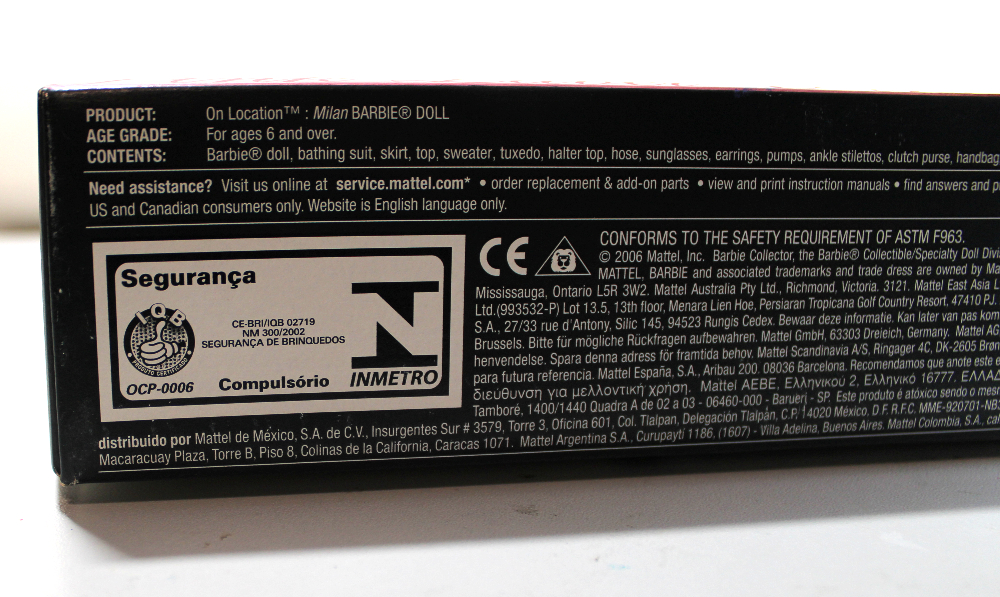 PRODUCT: On Location™ : Milan BARBIE® DOLL
AGE GRADE: For ages 6 and over.
CONTENTS: Barbie® doll, bathing suit, skirt, top, sweater, tuxedo, halter top, hose, sunglasses, earrings, pumps, ankle stilettos, clutch purse, handbag,
Need assistance? Visit us online at service.mattel.com* • order replacement & add-on parts • view and print instruction manuals • find answers and
US and Canadian consumers only. Website is English language only.
Segurança
IQB
PRODUTO CERTIFICADO
OCP-0006
CE-BRI/IQB 02719
NM 300/2002
SEGURANÇA DE BRINQUEDOS
Compulsório
INMETRO
CE
CONFORMS TO THE SAFETY REQUIREMENT OF ASTM F963.
© 2006 Mattel, Inc. Barbie Collector, the Barbie® Collectible/Specialty Doll
MATTEL, BARBIE and associated trademarks and trade dress are owned by
Mississauga, Ontario L5R 3W2. Mattel Australia Pty Ltd., Richmond, Victoria. 3121. Mattel East Asia
Ltd.(993532-P) Lot 13.5, 13th floor, Menara Lien Hoe, Persiaran Tropicana Golf Country Resort, 47410 PJ.
S.A., 27/33 rue d'Antony, Silic 145, 94523 Rungis Cedex. Bewaar deze informatie. Kan later van pas
Brussels. Bitte für mögliche Rückfragen aufbewahren. Mattel GmbH, 63303 Dreieich, Germany. Mattel AG
henvendelse. Spara denna adress för framtida behov. Mattel Scandinavia A/S, Ringager 4C, DK-2605
para futura referencia. Mattel España, S.A., Aribau 200. 08036 Barcelona. Recomendamos que anote este
διεύθυνση για μελλοντική χρήση. Mattel AEBE, Ελληνικού 2, Ελληνικό 16777.
Tamboré, 1400/1440 Quadra A de 02 a 03 - 06460-000 - Barueri - SP. Este produto é atóxico sendo o
distribuido por Mattel de México, S.A. de C.V., Insurgentes Sur # 3579, Torre 3, Oficina 601, Col. Tlalpan, Delegación Tlalpan, C.P. 14020 México. D.F. R.F.C. MME-920701-NB3
Macaracuay Plaza, Torre B, Piso 8, Colinas de la California, Caracas 1071. Mattel Argentina S.A., Curupaytí 1186, (1607) - Villa Adelina, Buenos Aires. Mattel Colombia, S.A.,